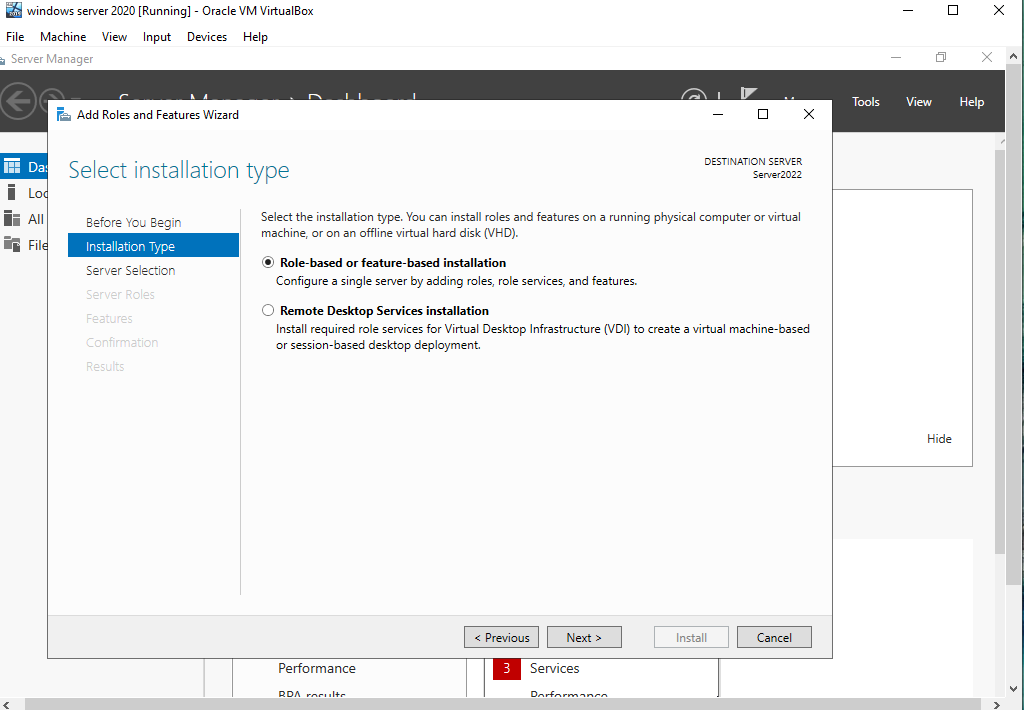 windows server 2020 [Running] - Oracle VM VirtualBox
File Machine View Input Devices Help
Server Manager
Server Manager Dashboard
Tools View Help
Add Roles and Features Wizard
Select installation type
DESTINATION SERVER
Server2022
Das
Loc
All
File
Before You Begin
Installation Type
Server Selection
Server Roles
Features
Confirmation
Results
Select the installation type. You can install roles and features on a running physical computer or virtual
machine, or on an offline virtual hard disk (VHD).
Role-based or feature-based installation
Configure a single server by adding roles, role services, and features.
Remote Desktop Services installation
Install required role services for Virtual Desktop Infrastructure (VDI) to create a virtual machine-based
or session-based desktop deployment.
Hide
< Previous Next > Install Cancel
Performance
3 Services
BPA results
Performance